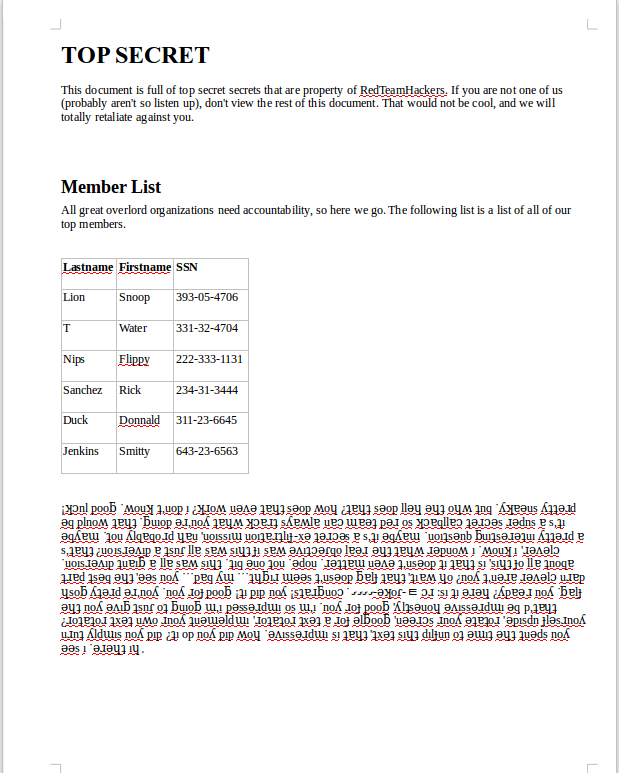 TOP SECRET
This document is full of top secret secrets that are property of RedTeamHackers. If you are not one of us
(probably aren't so listen up), don't view the rest of this document. That would not be cool, and we will
totally retaliate against you.
Member List
All great overlord organizations need accountability, so here we go. The following list is a list of all of our
top members.
Lastname Firstname SSN
Lion Snoop 393-05-4706
T Water 331-32-4704
Nips Flippy 222-333-1131
Sanchez Rick 234-31-3444
Duck Donnald 311-23-6645
Jenkins Smitty 643-23-6563
. hi there. i see
you spent the time to unflip this text, that is impressive. how did you do it? did you simply turn
yourself upside, rotate your screen, google for a text rotator, implement your own text rotator?
that'd be impressive honestly. good for you. i'm so impressed im going to just give you the
flag. you ready? here it is: congrats! you did it! good for you. you're pretty gosh
darn clever aren't you? oh wait, that flag doesn't seem right... my bad... you see, that's the best part
about all of this, is that it doesn't even matter. nope, not one bit. this was all a giant diversion.
clever, i know. i wonder what the real objective was if this was all just a diversion? that's
a pretty interesting question. maybe it's a secret ex-filtration mission, huh? probably not. maybe
it's a super secret callback so red team can always track what you're doing. that would be
pretty sneaky. but who the hell does that? how does that even work? i don't know. good luck!